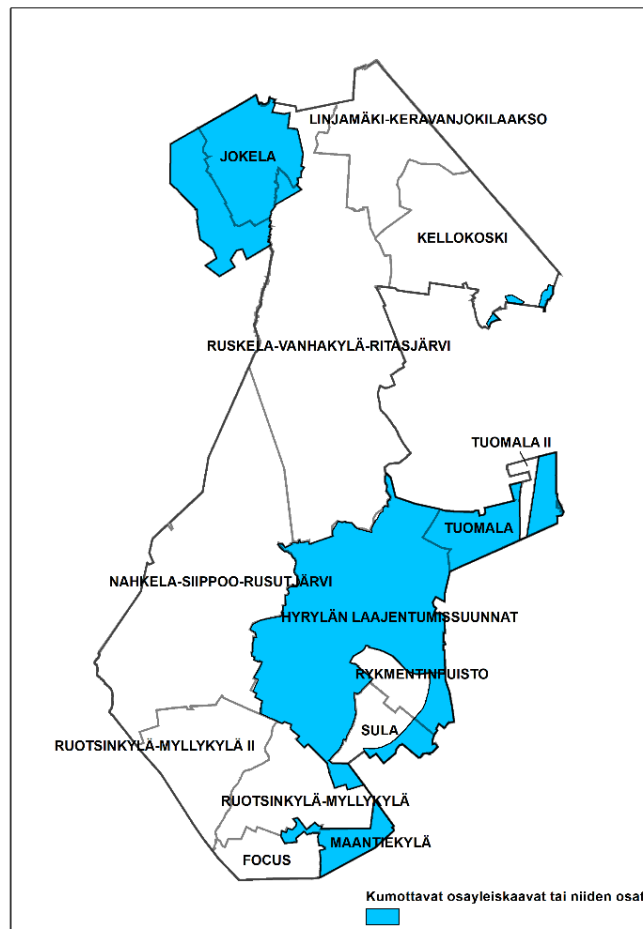 LINJAMÄKI-KERAVANJOKILAAKSO
JOKELA
KELLOKOSKI
RUSKELA-VANHAKYLÄ-RITASJÄRVI
TUOMALA II
TUOMALA
NAHKELA-SIIPPOO-RUSUTJÄRVI
HYRYLÄN LAAJENTUMISSUUNNAT
RYKMENTINPUISTO
SULA
RUOTSINKYLÄ-MYLLYKYLÄ II
RUOTSINKYLÄ-MYLLYKYLÄ
MAANTIEKYLÄ
FOCUS
Kumottavat osayleiskaavat tai niiden osat